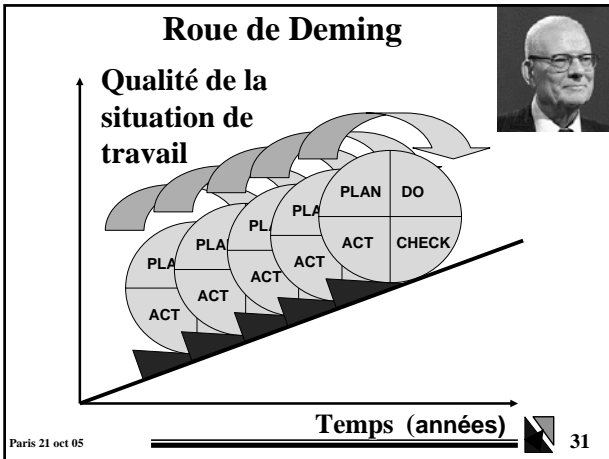 Roue de Deming
Qualité de la
situation de
travail
PLAN DO
ACT CHECK
PLA
ACT
PL
ACT
PLA
ACT
PLA
ACT
Temps (années)
Paris 21 oct 05
31